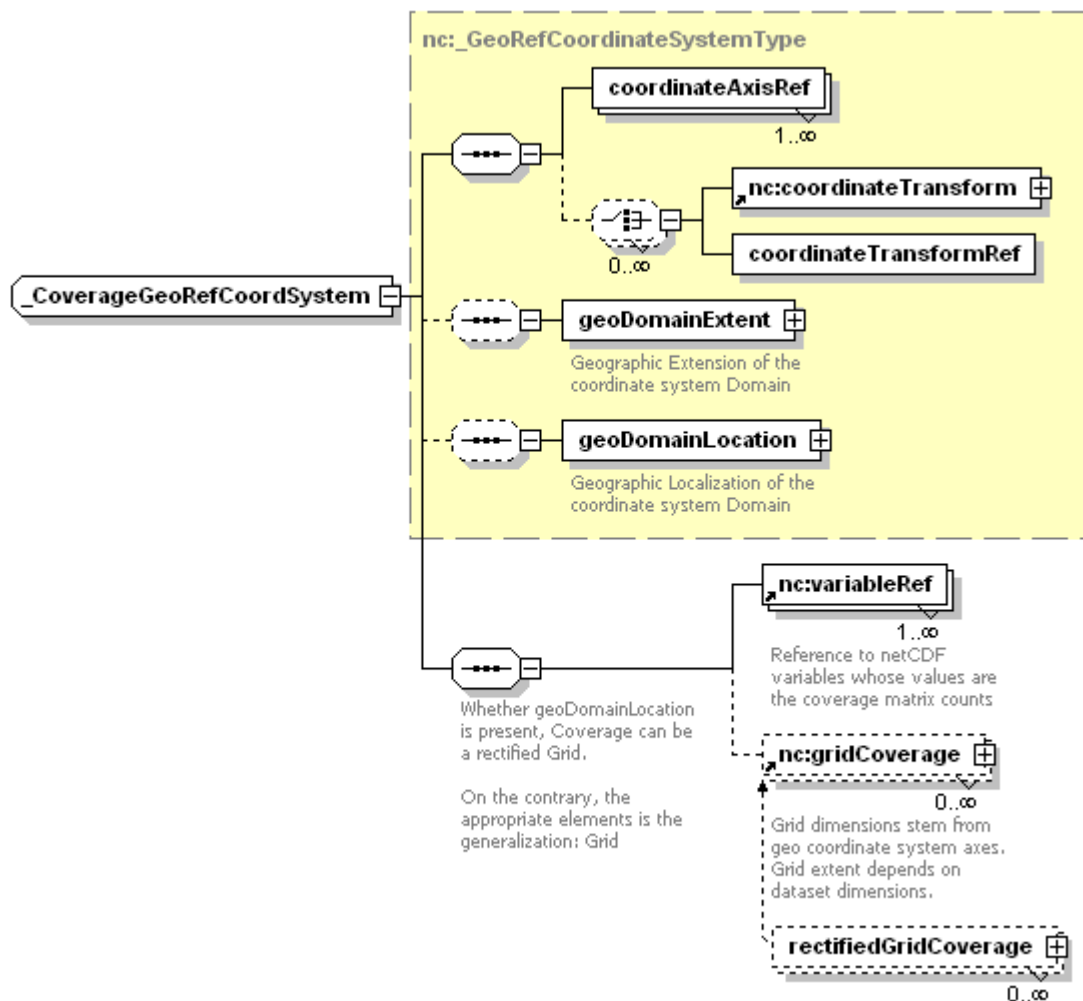 nc:_GeoRefCoordinateSystemType
coordinateAxisRef
1..∞
nc:coordinateTransform
0..∞
coordinateTransformRef
_CoverageGeoRefCoordSystem
geoDomainExtent
Geographic Extension of the
coordinate system Domain
geoDomainLocation
Geographic Localization of the
coordinate system Domain
nc:variableRef
1..∞
Reference to netCDF
variables whose values are
the coverage matrix counts
Whether geoDomainLocation
is present, Coverage can be
a rectified Grid.
On the contrary, the
appropriate elements is the
generalization: Grid
nc:gridCoverage
0..∞
Grid dimensions stem from
geo coordinate system axes.
Grid extent depends on
dataset dimensions.
rectifiedGridCoverage
0..∞